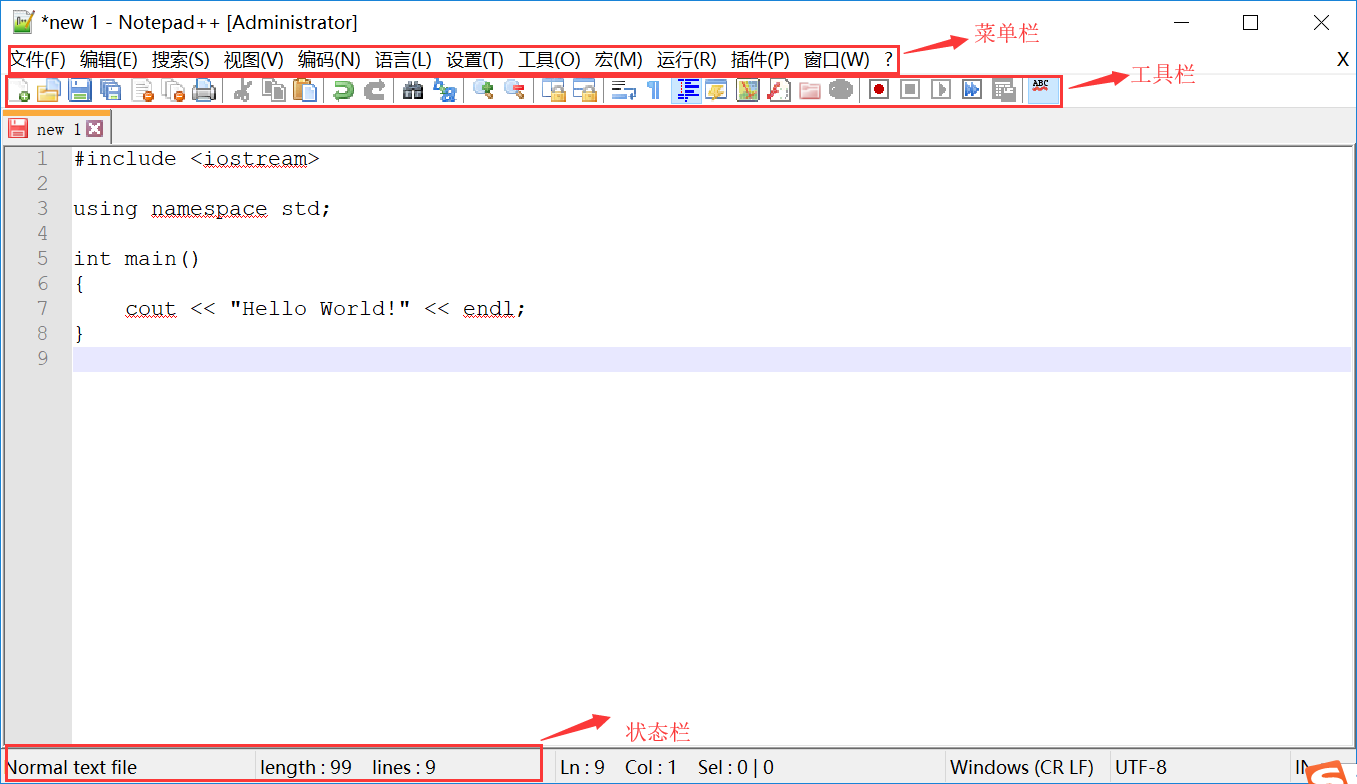 *new 1 - Notepad++ [Administrator]
文件(F) 编辑(E) 搜索(S) 视图(V) 编码(N) 语言(L) 设置(T) 工具(O) 宏(M) 运行(R) 插件(P) 窗口(W) ? X
菜单栏
工具栏
ABC
new 1
1 #include <iostream>
2
3 using namespace std;
4
5 int main()
6 {
7     cout << "Hello World!" << endl;
8 }
9
状态栏
Normal text file length : 99 lines : 9 Ln : 9 Col : 1 Sel : 0 | 0 Windows (CR LF) UTF-8